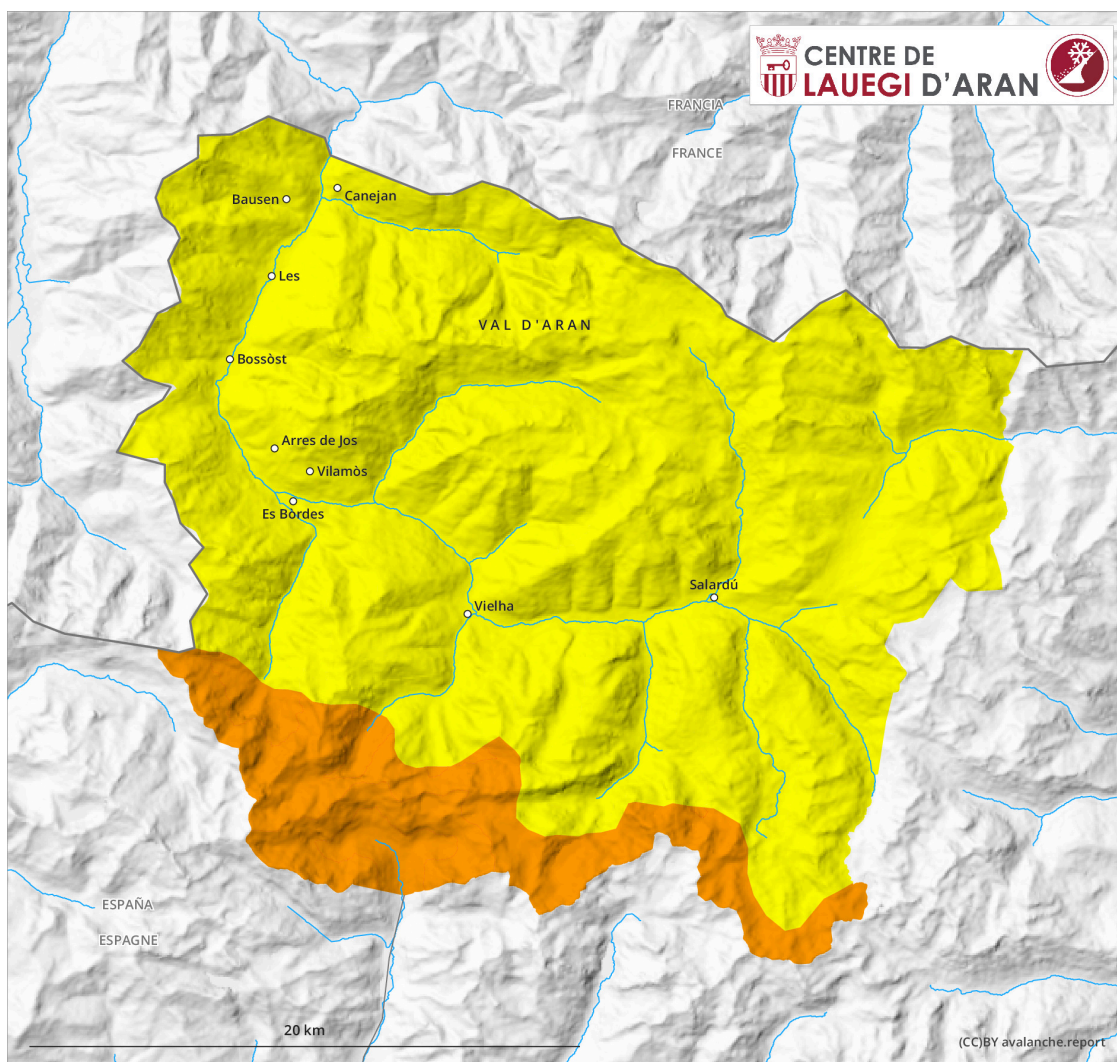 CENTRE DE
LAUEGI D'ARAN
FRANCIA
FRANCE
Bausen
Canejan
Les
VAL D'ARAN
Bossòst
Arres de Jos
Vilamòs
Es Bòrdes
Salardú
Vielha
ESPAÑA
ESPAGNE
20 km
(CC)BY avalanche.report